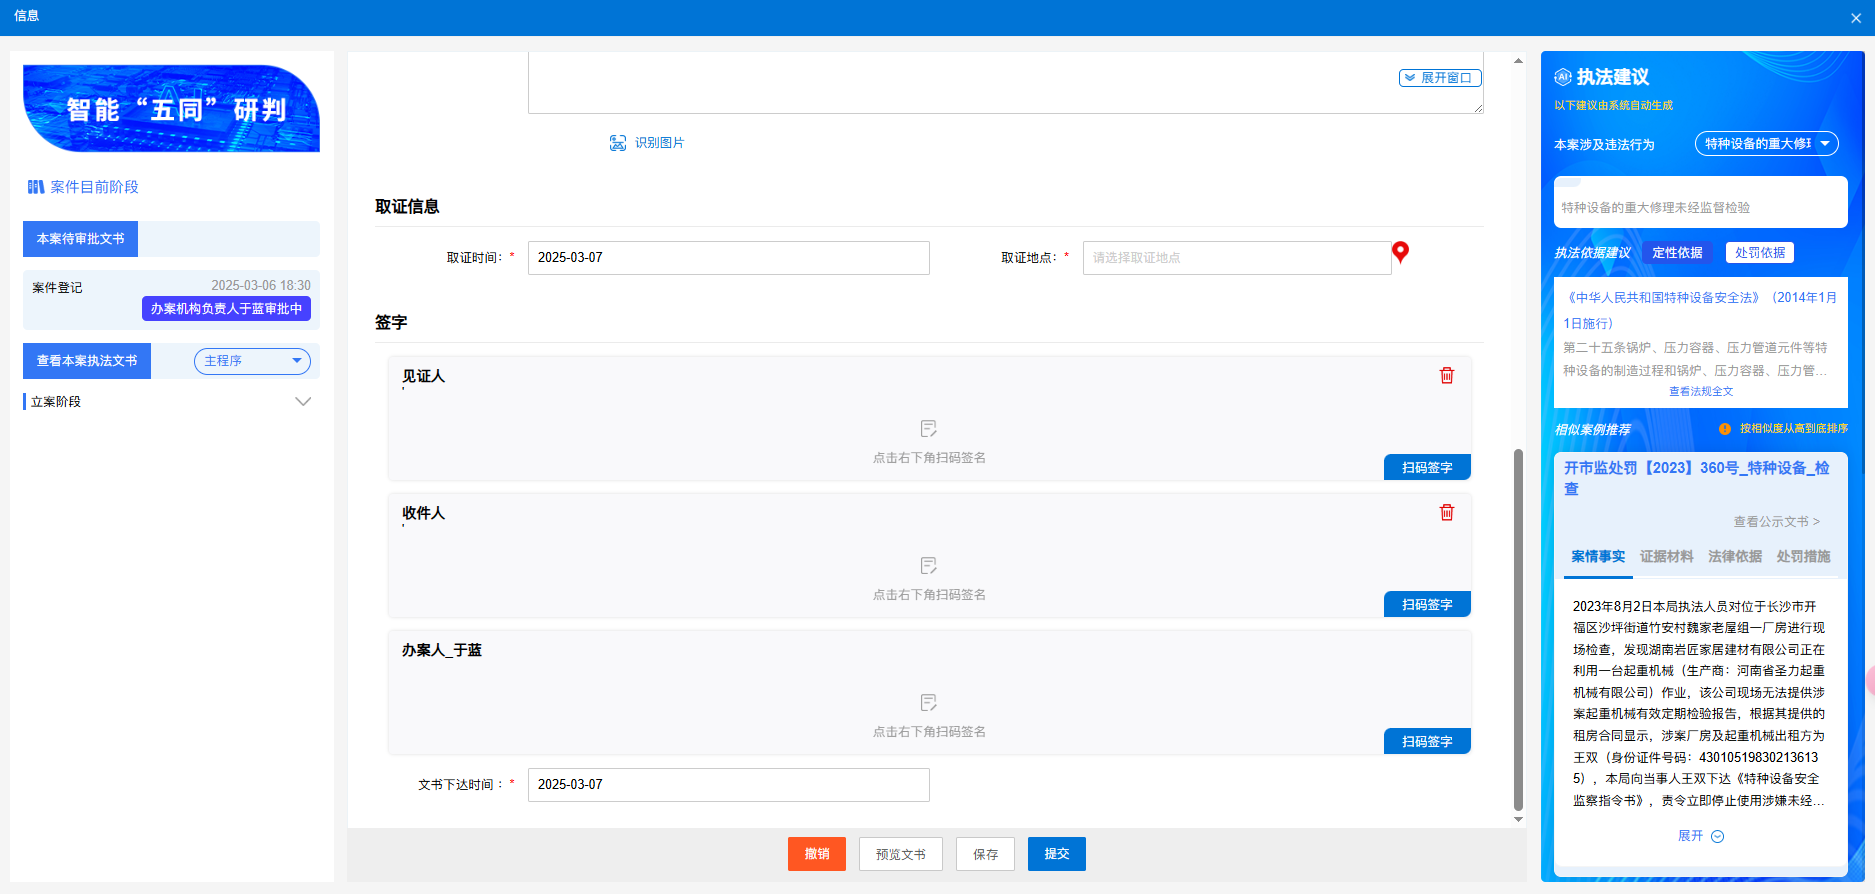 信息
智能“五同”研判
案件目前阶段
本案待审批文书
案件登记
2025-03-06 18:30
办案机构负责人于蓝审批中
查看本案执法文书
主程序
立案阶段
展开窗口
识别图片
取证信息
取证时间：*
2025-03-07
取证地点：*
请选择取证地点
签字
见证人
'
点击右下角扫码签名
扫码签字
收件人
'
点击右下角扫码签名
扫码签字
办案人_于蓝
点击右下角扫码签名
扫码签字
文书下达时间 ：*
2025-03-07
撤销
预览文书
保存
提交
AI 执法建议
以下建议由系统自动生成
本案涉及违法行为
特种设备的重大修理
特种设备的重大修理未经监督检验
执法依据建议
定性依据
处罚依据
《中华人民共和国特种设备安全法》（2014年1月
1日施行）
第二十五条锅炉、压力容器、压力管道元件等特
种设备的制造过程和锅炉、压力容器、压力管...
查看法规全文
相似案例推荐
按相似度从高到底排序
开市监处罚【2023】360号_特种设备_检
查
查看公示文书 >
案情事实
证据材料
法律依据
处罚措施
2023年8月2日本局执法人员对位于长沙市开
福区沙坪街道竹安村魏家老屋组一厂房进行现
场检查，发现湖南岩匠家居建材有限公司正在
利用一台起重机械（生产商：河南省圣力起重
机械有限公司）作业，该公司现场无法提供涉
案起重机械有效定期检验报告，根据其提供的
租房合同显示，涉案厂房及起重机械出租方为
王双（身份证件号码：43010519830213613
5），本局向当事人王双下达《特种设备安全
监察指令书》，责令立即停止使用涉嫌未经...
展开